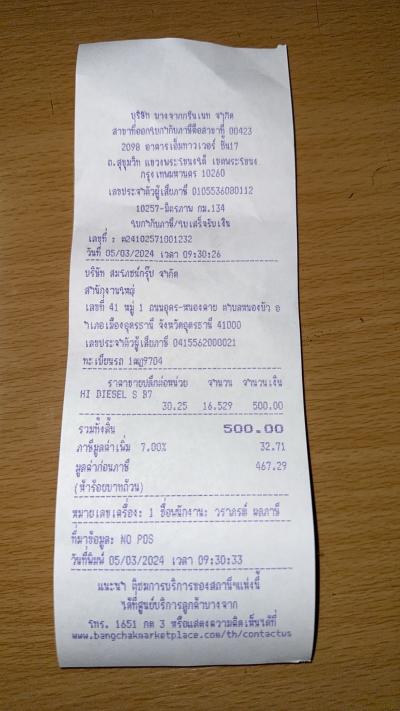 บริษัท บางจากกรีนเนท จำกัด
สาขาที่ออกใบกำกับภาษีคือสาขาที่ 00423
2098 อาคารเอ็มทาวเวอร์ ชั้น17
ถ.สุขุมวิท แขวงพระโขนงใต้ เขตพระโขนง
กรุงเทพมหานคร 10260
เลขประจำตัวผู้เสียภาษี 0105536080112
10257-มิตรภาพ กม.134
ใบกำกับภาษี/ใบเสร็จรับเงิน
เลขที่ : 024102571001232
วันที่ 05/03/2024 เวลา 09:30:26
บริษัท สมรักษ์กรุ๊ป จำกัด
สำนักงานใหญ่
เลขที่ 41 หมู่ 1 ถนนอุดร-หนองคาย ตำบลหนองบัว อ
ำเภอเมืองอุดรธานี จังหวัดอุดรธานี 41000
เลขประจำตัวผู้เสียภาษี 0415562000021
ทะเบียนรถ 1ฒฎ9704
ราคาขายปลีกต่อหน่วย จำนวน จำนวนเงิน
HI DIESEL S B7
30.25 16.529 500.00
รวมทั้งสิ้น 500.00
ภาษีมูลค่าเพิ่ม 7.00% 32.71
มูลค่าก่อนภาษี 467.29
(ห้าร้อยบาทถ้วน)
หมายเลขเครื่อง: 1 ชื่อพนักงาน: วราภรณ์
ที่มาข้อมูล: NO POS
วันที่พิมพ์ 05/03/2024 เวลา 09:30:33
แนะนำ ติชมการบริการของสถานีฯแห่งนี้
ได้ที่ศูนย์บริการลูกค้าบางจาก
โทร. 1651 กด 3 หรือแสดงความคิดเห็นได้ที่
www.bangchakmarketplace.com/th/contactus